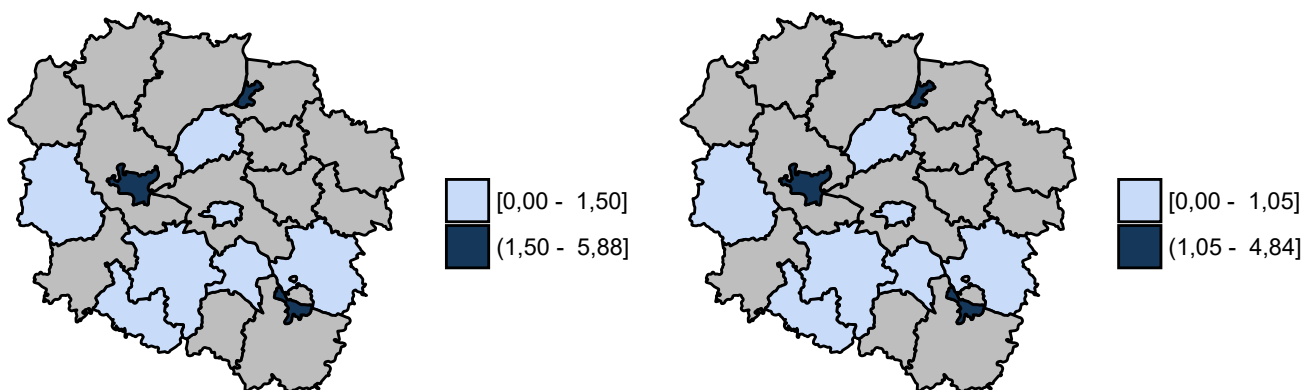 [0,00 - 1,50]
(1,50 - 5,88]
[0,00 - 1,05]
(1,05 - 4,84]